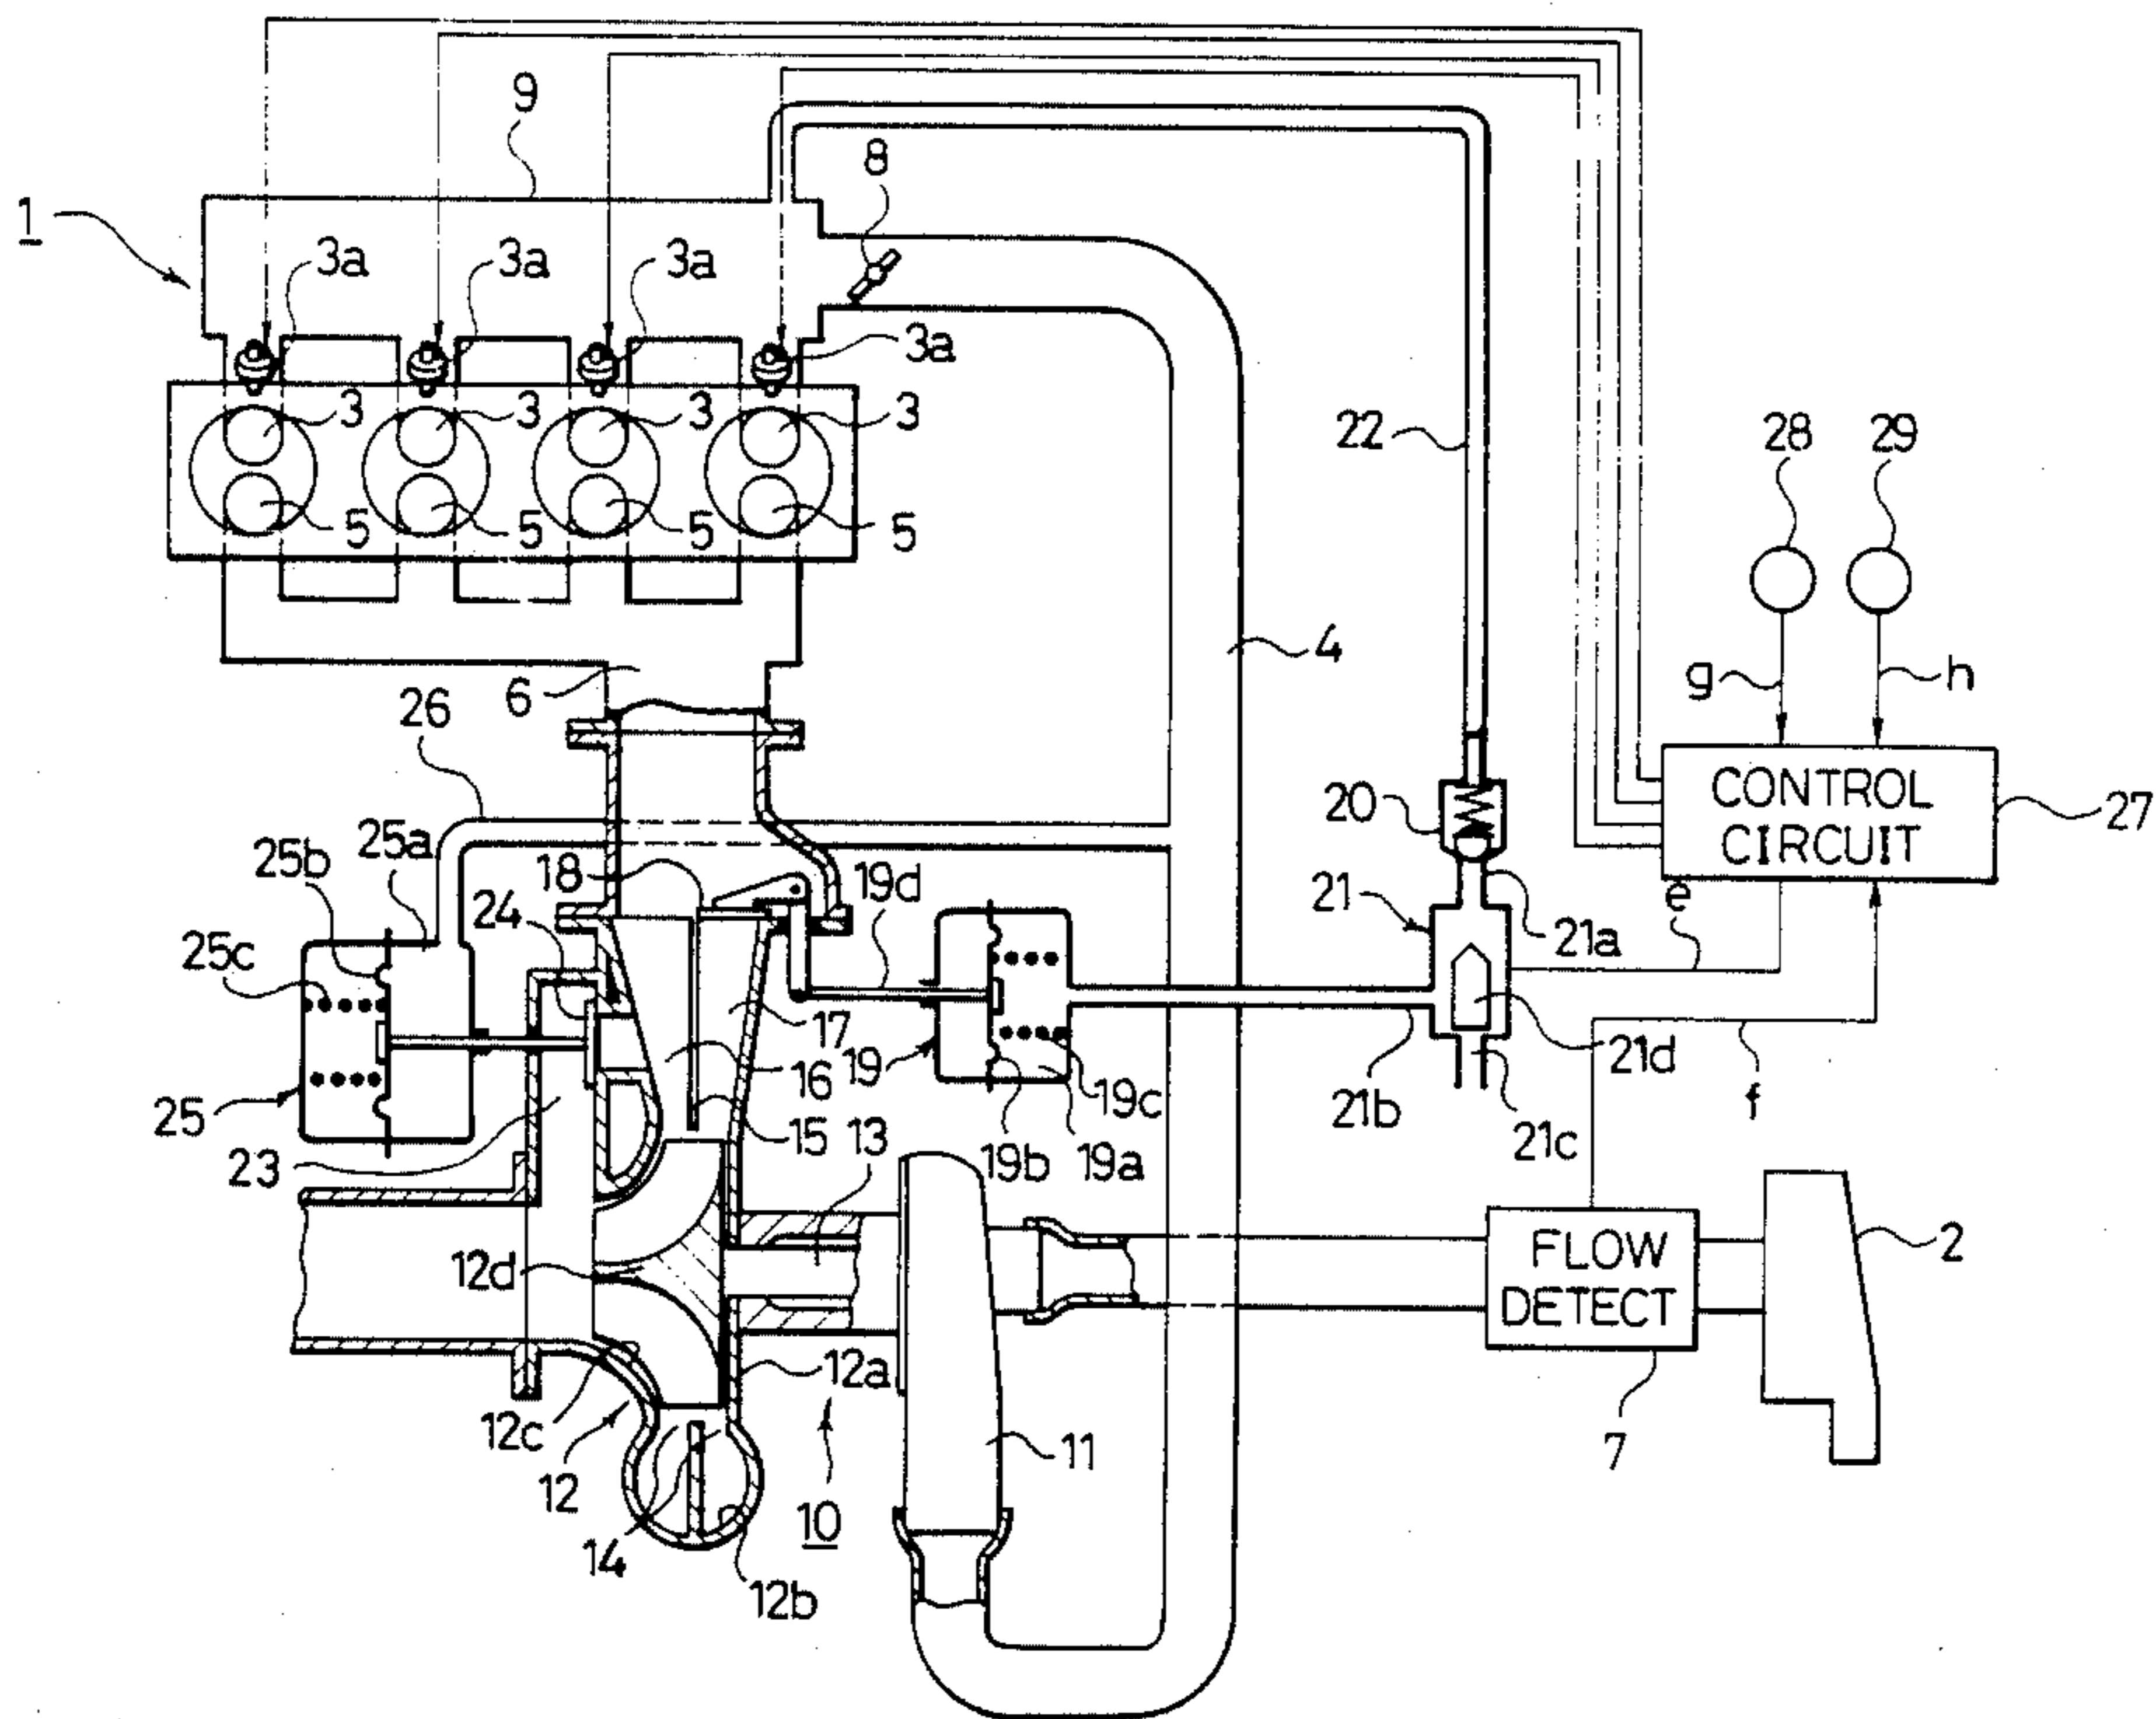 9
8
1
3a
3a
3a
3a
3
3
3
3
5
5
5
5
22
28
29
4
6
g
h
26
20
CONTROL
CIRCUIT
27
25b
25a
18
19d
21
e
24
21a
25c
17
16
19
19c
21d
25
21b
f
15
13
19b
19a
21c
23
12d
FLOW
DETECT
2
12a
12c
11
7
12
10
14
12b